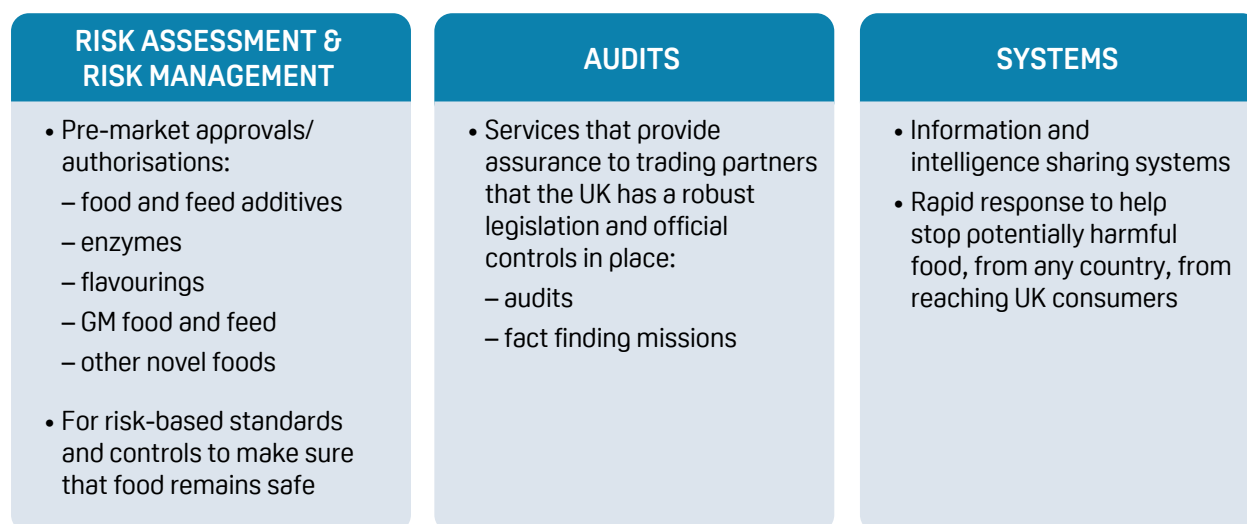 RISK ASSESSMENT &
RISK MANAGEMENT
• Pre-market approvals/
authorisations:
– food and feed additives
– enzymes
– flavourings
– GM food and feed
– other novel foods
• For risk-based standards
and controls to make sure
that food remains safe
AUDITS
• Services that provide
assurance to trading partners
that the UK has a robust
legislation and official
controls in place:
– audits
– fact finding missions
SYSTEMS
• Information and
intelligence sharing systems
• Rapid response to help
stop potentially harmful
food, from any country, from
reaching UK consumers